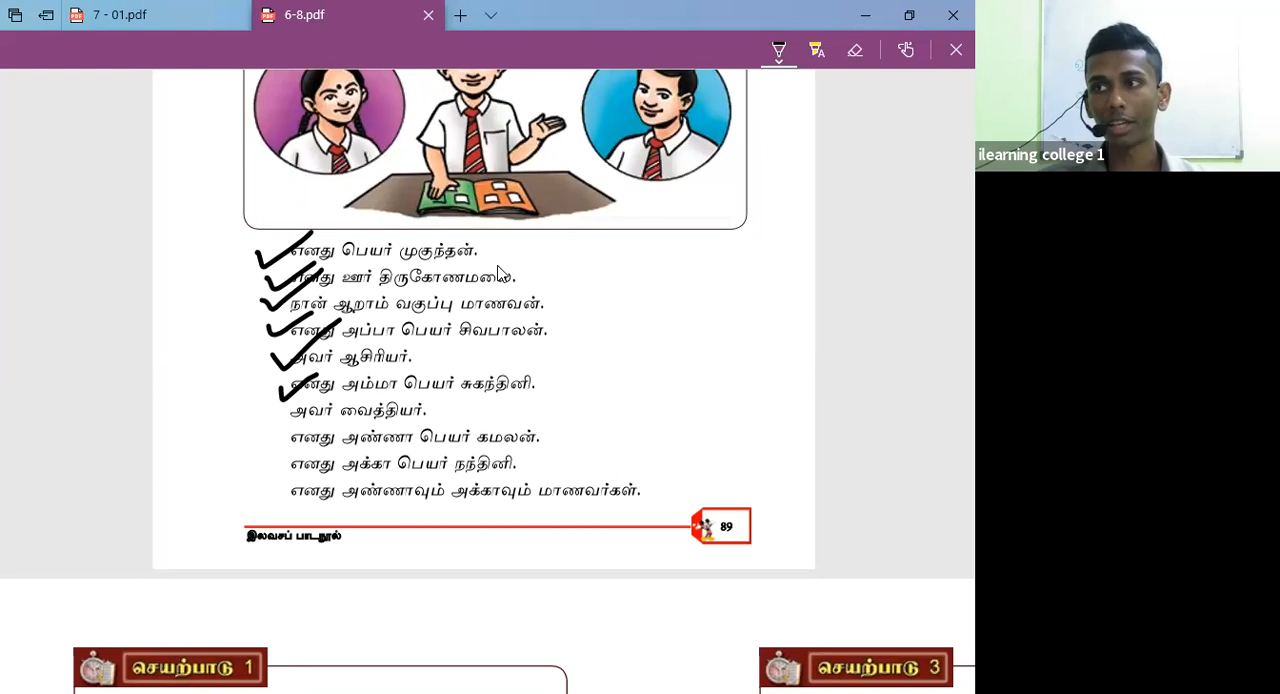 7 - 01.pdf
6-8.pdf
ilearning college 1
எனது பெயர் முகுந்தன்.
எனது ஊர் திருகோணமலை.
நான் ஆறாம் வகுப்பு மாணவன்.
எனது அப்பா பெயர் சிவபாலன்.
அவர் ஆசிரியர்.
எனது அம்மா பெயர் சுகந்தினி.
அவர் வைத்தியர்.
எனது அண்ணா பெயர் கமலன்.
எனது அக்கா பெயர் நந்தினி.
எனது அண்ணாவும் அக்காவும் மாணவர்கள்.
இலவசப் பாடநூல்
89
செயற்பாடு 1
செயற்பாடு 3